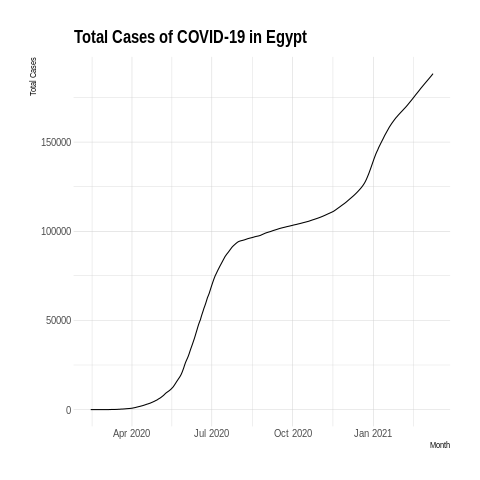 Total Cases of COVID-19 in Egypt
Total Cases
150000
100000
50000
0
Apr 2020 Jul 2020 Oct 2020 Jan 2021
Month